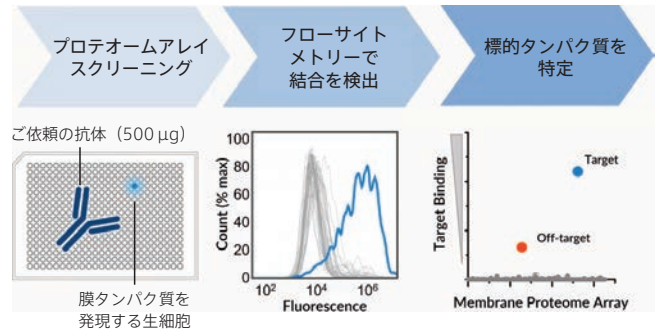 プロテオームアレイ
スクリーニング
フローサイト
メトリーで
結合を検出
標的タンパク質を
特定
ご依頼の抗体（500 μg）
膜タンパク質を
発現する生細胞
Count (% max)
100
80
60
40
20
0
10² 10⁴ 10⁶
Fluorescence
Target Binding
Target
Off-target
Membrane Proteome Array